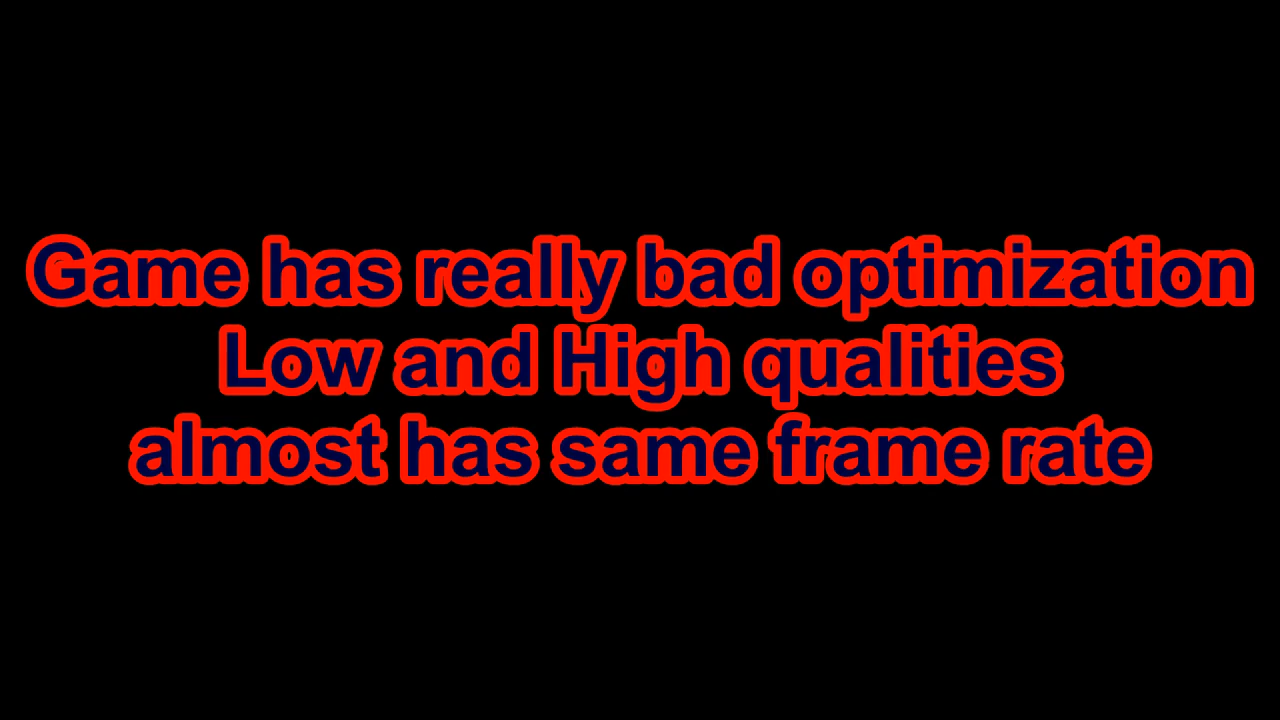 Game has really bad optimization
Low and High qualities
almost has same frame rate